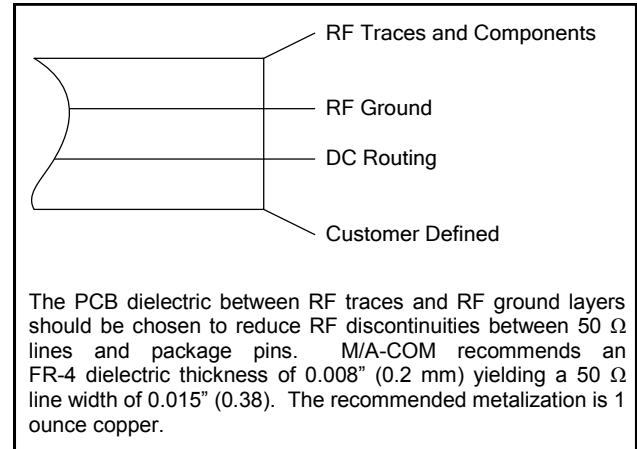 RF Traces and Components
RF Ground
DC Routing
Customer Defined
The PCB dielectric between RF traces and RF ground layers
should be chosen to reduce RF discontinuities between 50 Ω
lines and package pins. M/A-COM recommends an
FR-4 dielectric thickness of 0.008” (0.2 mm) yielding a 50 Ω
line width of 0.015” (0.38). The recommended metalization is 1
ounce copper.